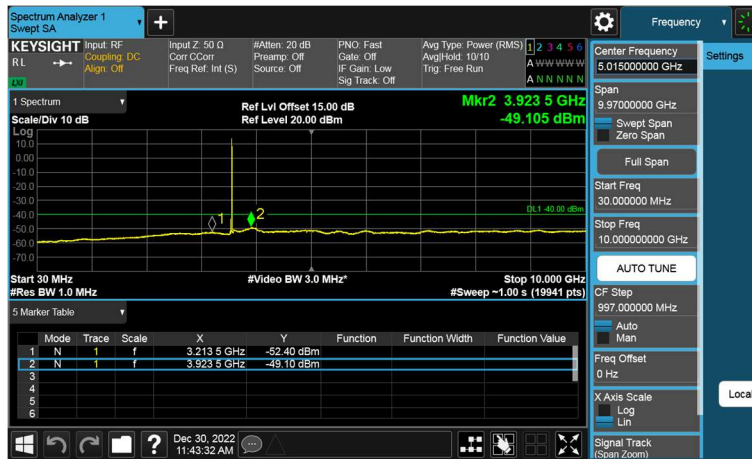 Spectrum Analyzer 1
Swept SA
+
Frequency
KEYSIGHT
RL
LXI
Input: RF
Coupling: DC
Align: Off
Input Z: 50 Ω
Corr CCorr
Freq Ref: Int (S)
#Atten: 20 dB
Preamp: Off
Source: Off
PNO: Fast
Gate: Off
IF Gain: Low
Sig Track: Off
Avg Type: Power (RMS)
Avg|Hold: 10/10
Trig: Free Run
1 2 3 4 5 6
A W W W W W
A N N N N N
1 Spectrum
Scale/Div 10 dB
Ref Lvl Offset 15.00 dB
Ref Level 20.00 dBm
Mkr2 3.923 5 GHz
-49.105 dBm
Log
10.0
0.00
-10.0
-20.0
-30.0
-40.0
-50.0
-60.0
-70.0
1
2
DL1 -40.00 dBm
Start 30 MHz
#Res BW 1.0 MHz
#Video BW 3.0 MHz*
Stop 10.000 GHz
#Sweep ~1.00 s (19941 pts)
5 Marker Table
Mode Trace Scale X Y Function Function Width Function Value
1 N 1 f 3.213 5 GHz -52.40 dBm
2 N 1 f 3.923 5 GHz -49.10 dBm
3
4
5
6
?
Dec 30, 2022
11:43:32 AM
Center Frequency
5.015000000 GHz
Settings
Span
9.97000000 GHz
Swept Span
Zero Span
Full Span
Start Freq
30.000000 MHz
Stop Freq
10.000000000 GHz
AUTO TUNE
CF Step
997.000000 MHz
Auto
Man
Freq Offset
0 Hz
X Axis Scale
Log
Lin
Local
Signal Track
(Span Zoom)